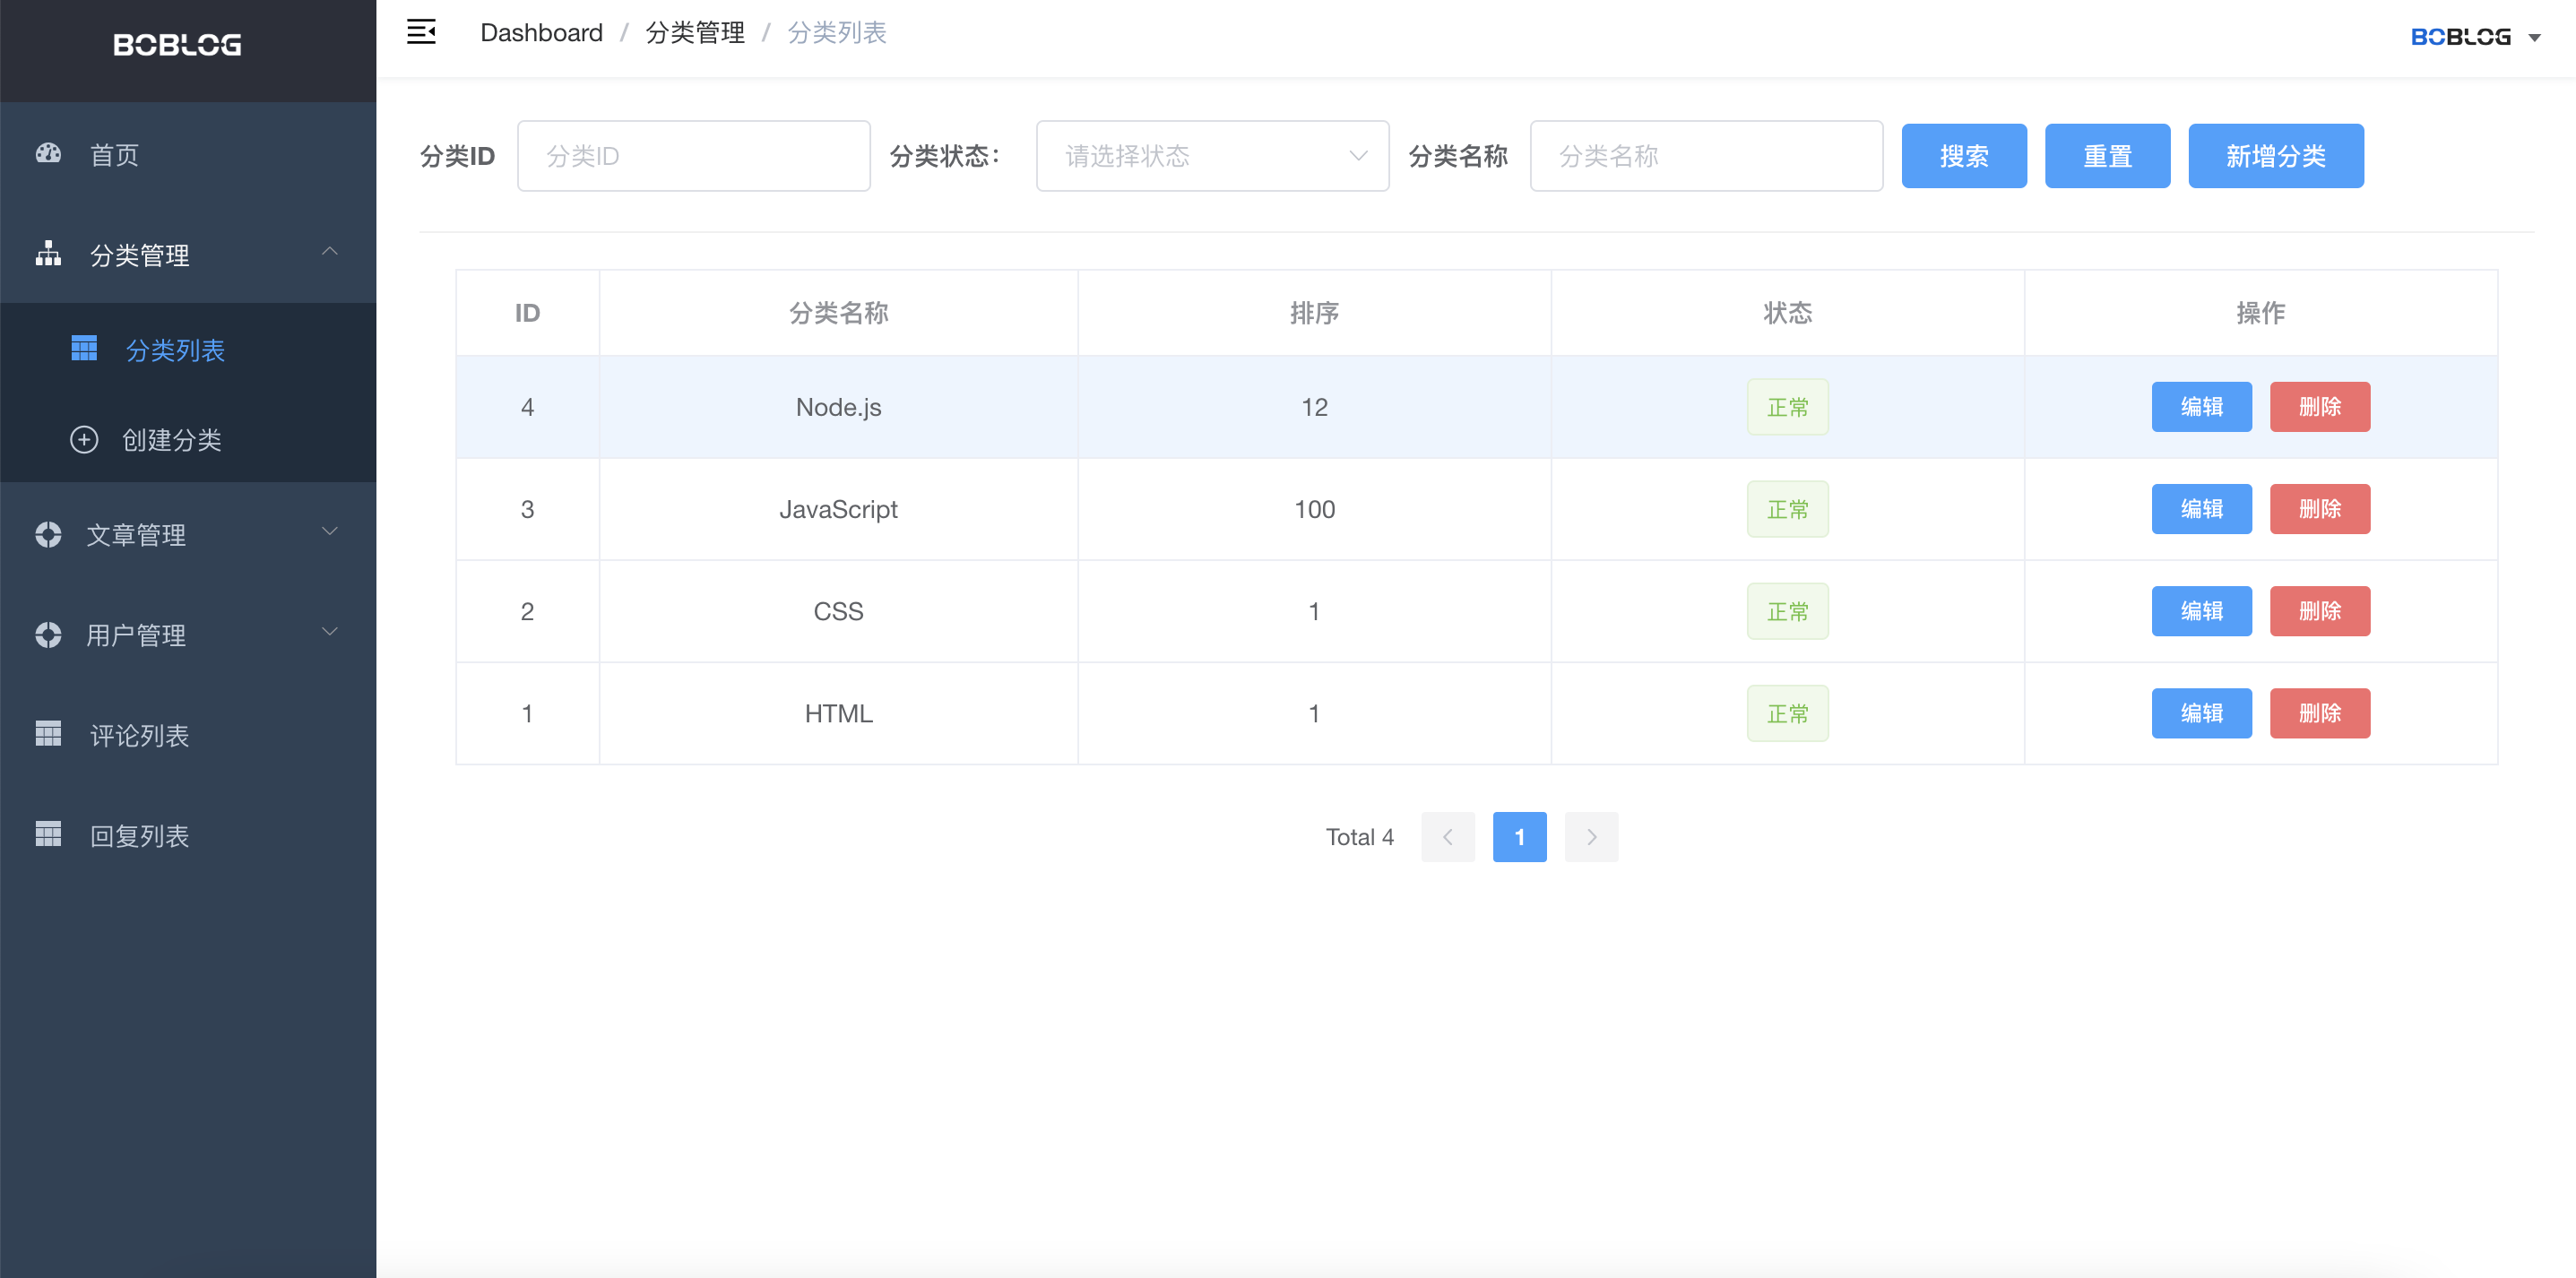 BOBLOG
首页
分类管理
分类列表
创建分类
文章管理
用户管理
评论列表
回复列表
Dashboard / 分类管理 / 分类列表
BOBLOG
分类ID 分类ID 分类状态： 请选择状态 分类名称 分类名称 搜索 重置 新增分类
ID 分类名称 排序 状态 操作
4 Node.js 12 正常 编辑 删除
3 JavaScript 100 正常 编辑 删除
2 CSS 1 正常 编辑 删除
1 HTML 1 正常 编辑 删除
Total 4 1